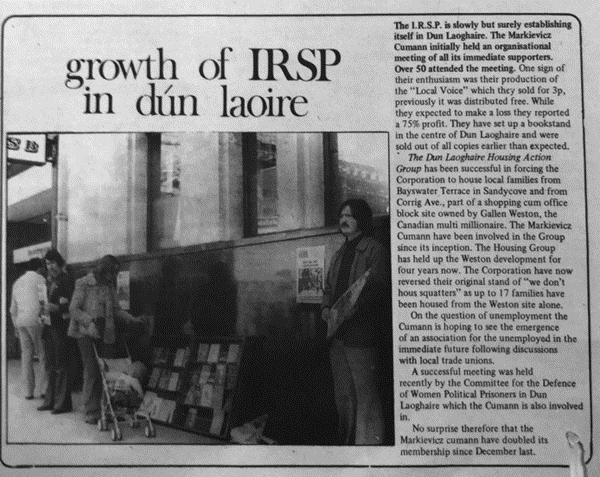 growth of IRSP
in dún laoire
The I.R.S.P. is slowly but surely establishing
itself in Dun Laoghaire. The Markievicz
Cumann initially held an organisational
meeting of all its immediate supporters.
Over 50 attended the meeting. One sign of
their enthusiasm was their production of
the "Local Voice" which they sold for 3p,
previously it was distributed free. While
they expected to make a loss they reported
a 75% profit. They have set up a bookstand
in the centre of Dun Laoghaire and were
sold out of all copies earlier than expected.
The Dun Laoghaire Housing Action
Group has been successful in forcing the
Corporation to house local families from
Bayswater Terrace in Sandycove and from
Corrig Ave., part of a shopping cum office
block site owned by Gallen Weston, the
Canadian multi millionaire. The Markievicz
Cumann have been involved in the Group
since its inception. The Housing Group
has held up the Weston development for
four years now. The Corporation have now
reversed their original stand of "we don't
hous squatters" as up to 17 families have
been housed from the Weston site alone.
On the question of unemployment the
Cumann is hoping to see the emergence
of an association for the unemployed in the
immediate future following discussions
with local trade unions.
A successful meeting was held
recently by the Committee for the Defence
of Women Political Prisoners in Dun
Laoghaire which the Cumann is also involved
in.
No surprise therefore that the
Markievicz cumann have doubled its
membership since December last.